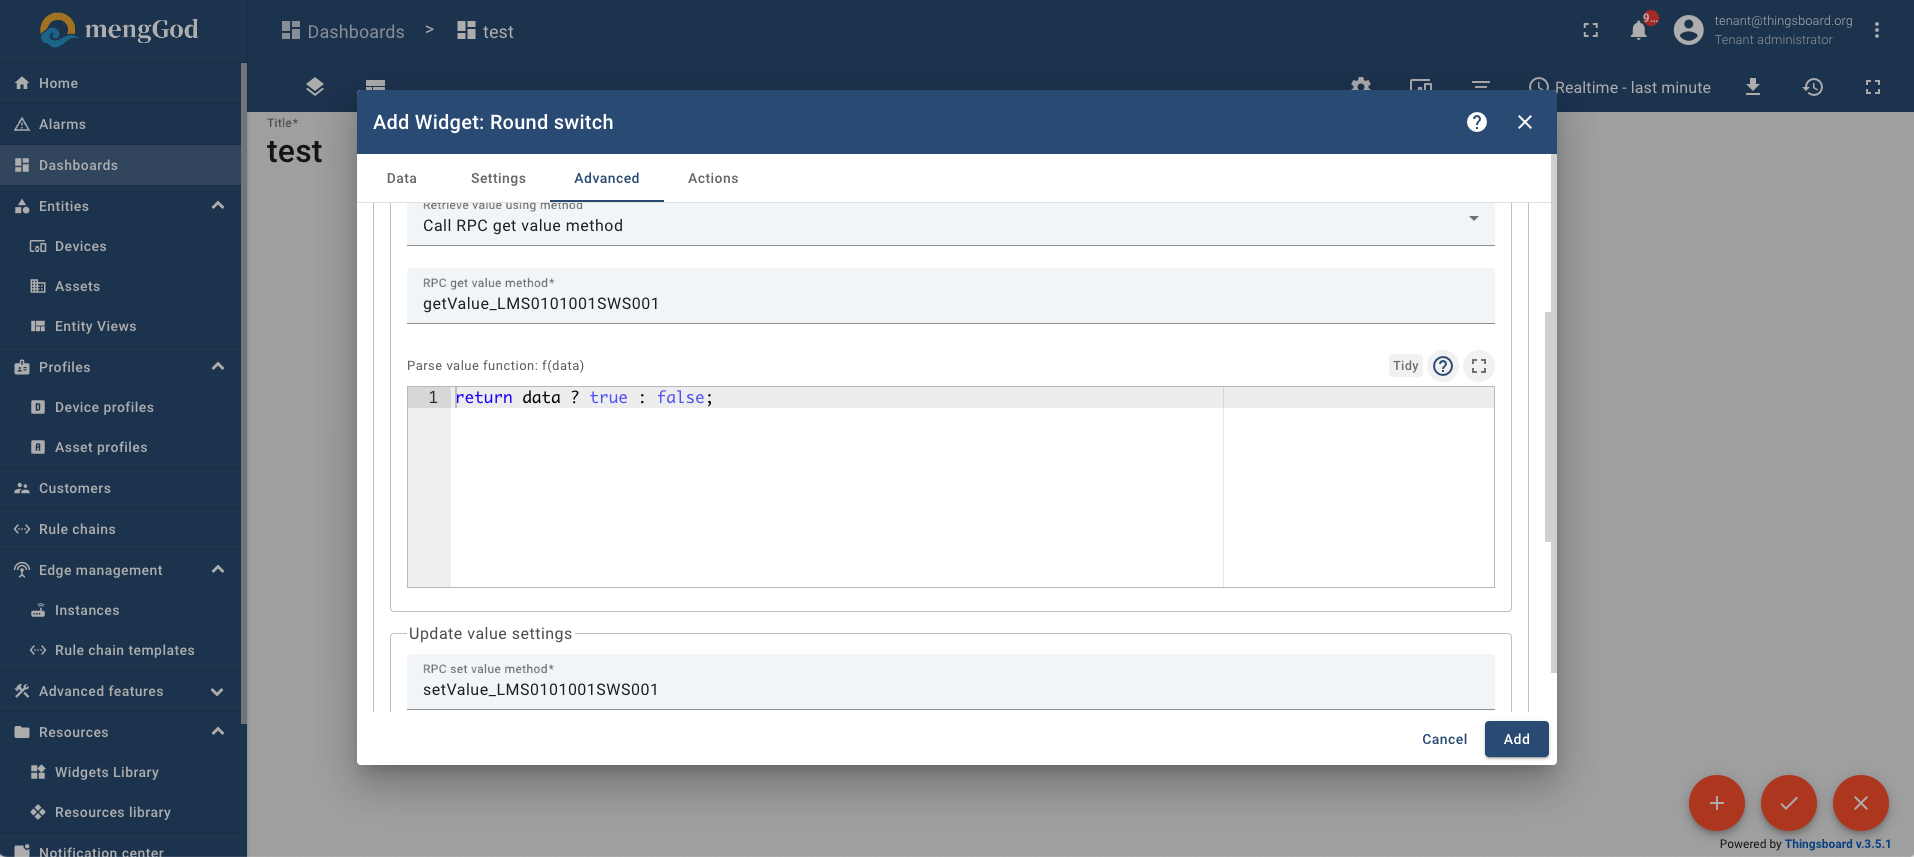 mengGod
Dashboards > test
9...
tenant@thingsboard.org
Tenant administrator
Home
Alarms
Dashboards
Entities
Devices
Assets
Entity Views
Profiles
Device profiles
Asset profiles
Customers
Rule chains
Edge management
Instances
Rule chain templates
Advanced features
Resources
Widgets Library
Resources library
Notification center
Realtime - last minute
Title*
test
Add Widget: Round switch
Data Settings Advanced Actions
Retrieve value using method
Call RPC get value method
RPC get value method*
getValue_LMS0101001SWS001
Parse value function: f(data)
Tidy
1 return data ? true : false;
Update value settings
RPC set value method*
setValue_LMS0101001SWS001
Cancel Add
Powered by Thingsboard v.3.5.1